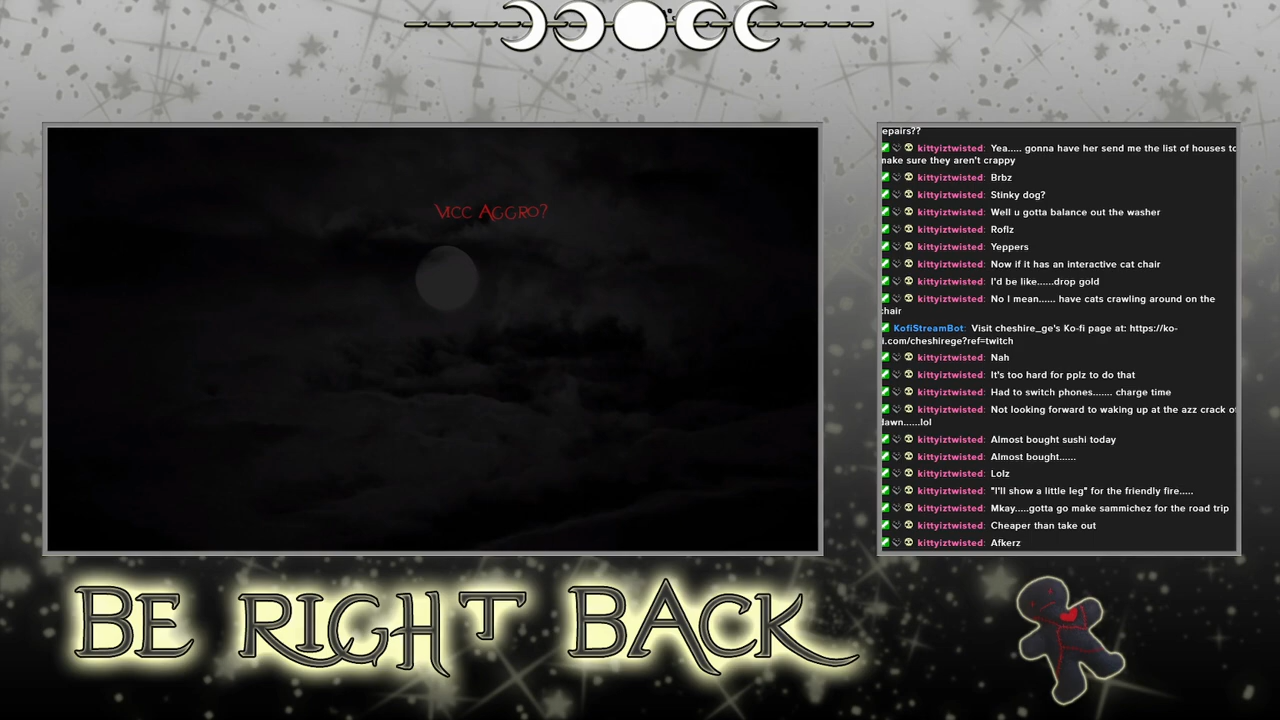 Vicc Aggro?
epairs??
kittyiztwisted: Yea..... gonna have her send me the list of houses to
make sure they aren't crappy
kittyiztwisted: Brbz
kittyiztwisted: Stinky dog?
kittyiztwisted: Well u gotta balance out the washer
kittyiztwisted: Roflz
kittyiztwisted: Yeppers
kittyiztwisted: Now if it has an interactive cat chair
kittyiztwisted: I'd be like......drop gold
kittyiztwisted: No I mean...... have cats crawling around on the
chair
KofiStreamBot: Visit cheshire_ge's Ko-fi page at: https://ko-
i.com/cheshirege?ref=twitch
kittyiztwisted: Nah
kittyiztwisted: It's too hard for pplz to do that
kittyiztwisted: Had to switch phones....... charge time
kittyiztwisted: Not looking forward to waking up at the azz crack of
dawn......lol
kittyiztwisted: Almost bought sushi today
kittyiztwisted: Almost bought......
kittyiztwisted: Lolz
kittyiztwisted: "I'll show a little leg" for the friendly fire.....
kittyiztwisted: Mkay.....gotta go make sammichez for the road trip
kittyiztwisted: Cheaper than take out
kittyiztwisted: Afkerz
BE RIGHT BACK